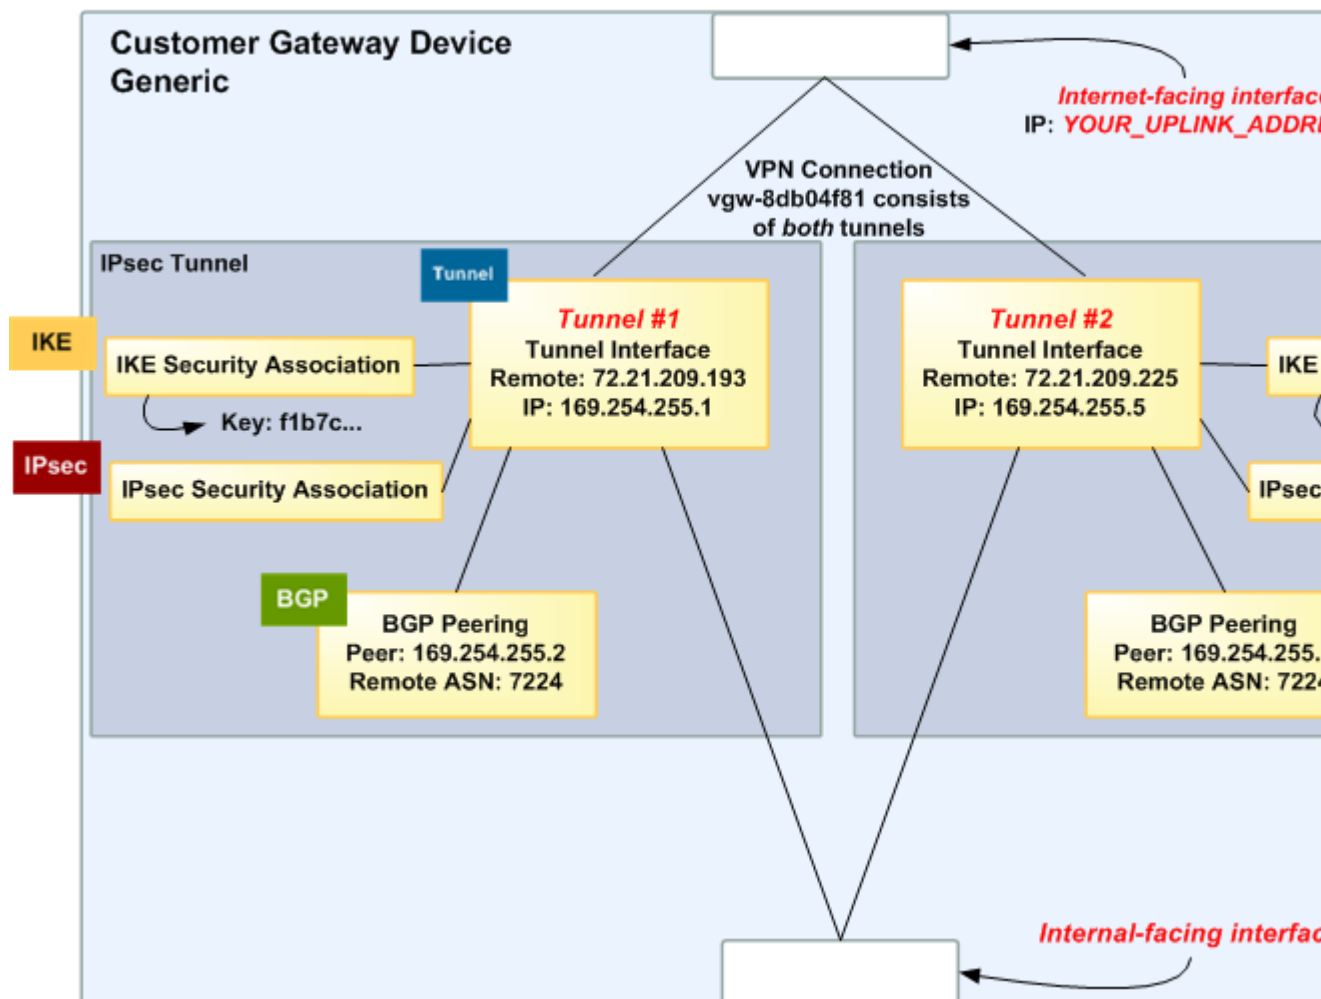 Customer Gateway Device
Generic
Internet-facing interface
IP: YOUR_UPLINK_ADDRE
VPN Connection
vgw-8db04f81 consists
of both tunnels
IPsec Tunnel
Tunnel
IKE
IKE Security Association
Key: f1b7c...
IPsec
IPsec Security Association
Tunnel #1
Tunnel Interface
Remote: 72.21.209.193
IP: 169.254.255.1
BGP
BGP Peering
Peer: 169.254.255.2
Remote ASN: 7224
Tunnel #2
Tunnel Interface
Remote: 72.21.209.225
IP: 169.254.255.5
IKE
IPsec
BGP Peering
Peer: 169.254.255.
Remote ASN: 7224
Internal-facing interfac